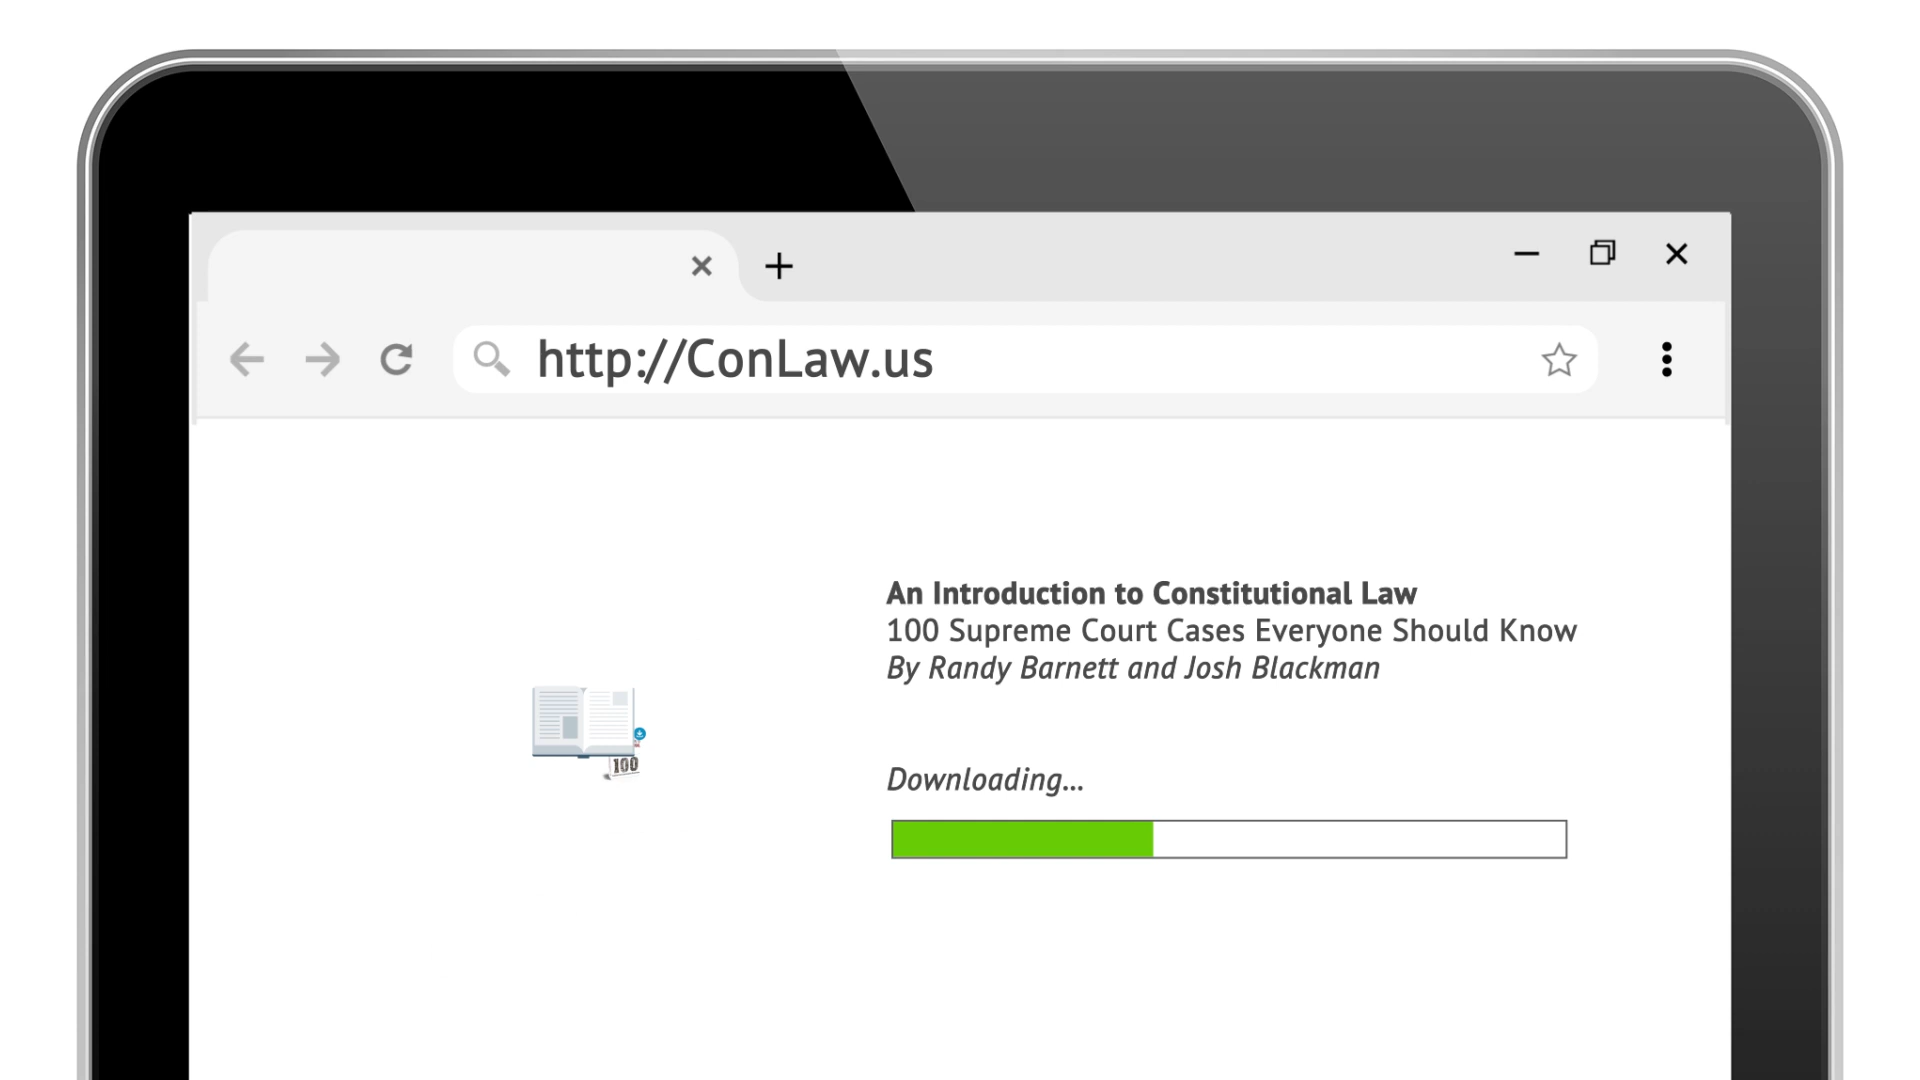 http://ConLaw.us
An Introduction to Constitutional Law
100 Supreme Court Cases Everyone Should Know
By Randy Barnett and Josh Blackman
100
Downloading...